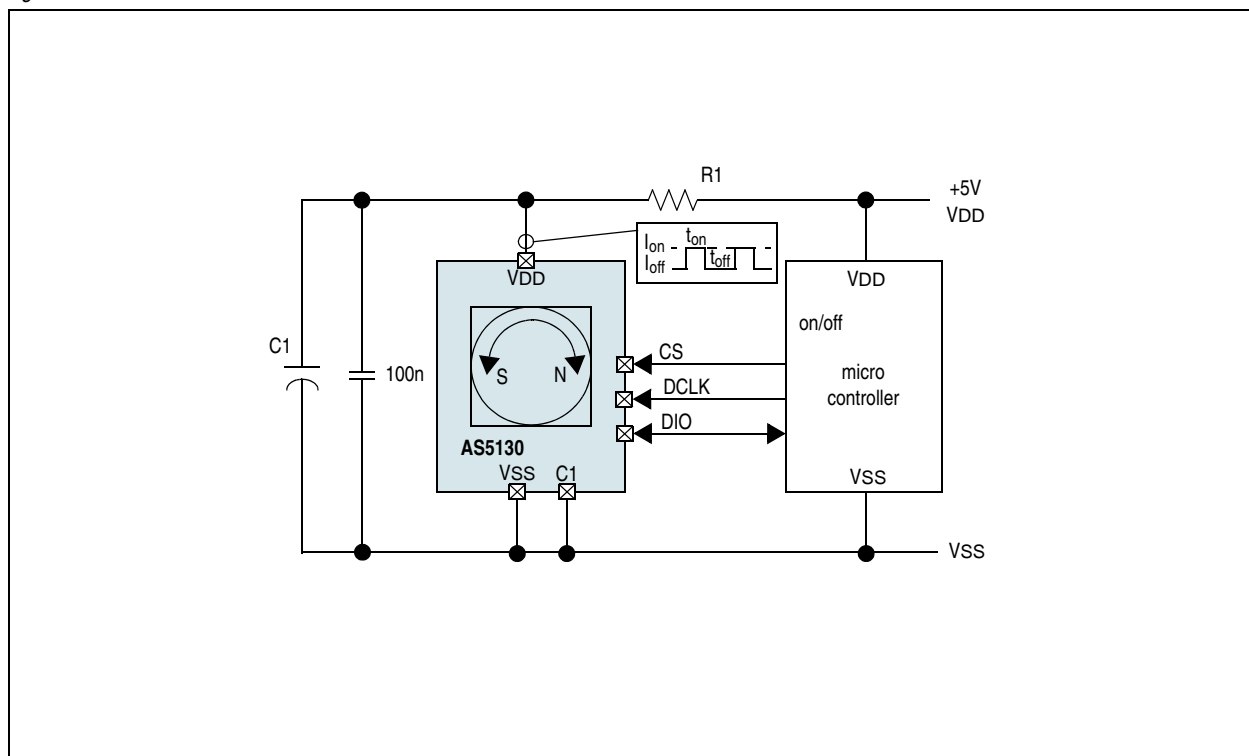 R1
+5V
VDD
Ion
ton
Ioff
toff
VDD
VDD
on/off
C1
100n
S
N
CS
DCLK
DIO
micro
controller
AS5130
VSS
C1
VSS
VSS